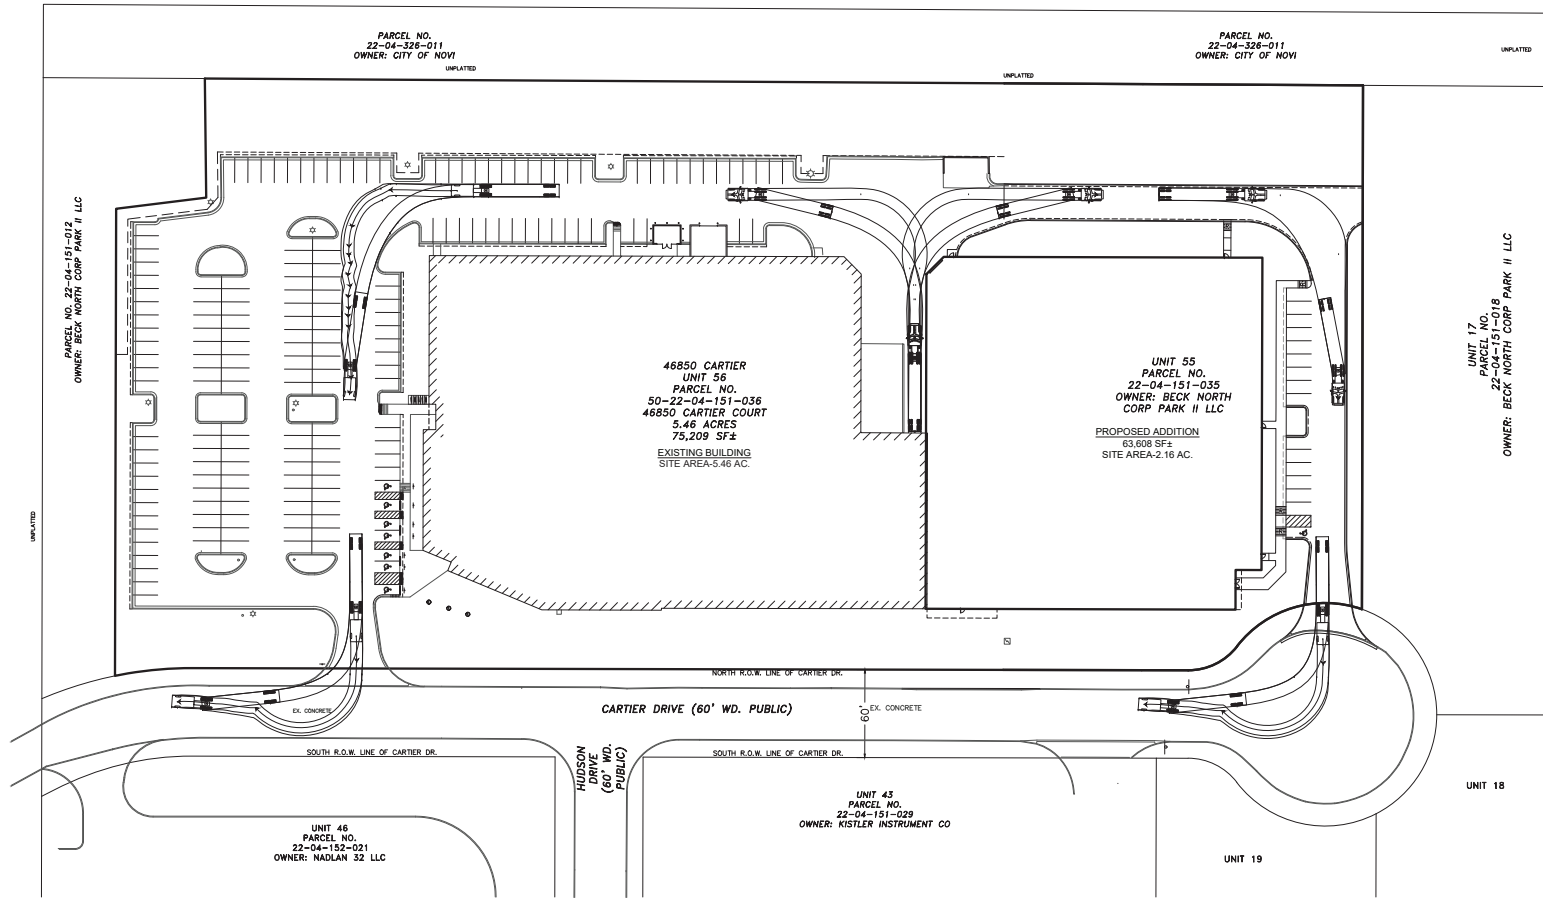 PARCEL NO.
22-04-326-011
OWNER: CITY OF NOVI
UNPLATTED
PARCEL NO.
22-04-326-011
OWNER: CITY OF NOVI
UNPLATTED
UNPLATTED
PARCEL NO. 22-04-151-012
OWNER: BECK NORTH CORP PARK II LLC
UNPLATTED
46850 CARTIER
UNIT 56
PARCEL NO.
50-22-04-151-036
46850 CARTIER COURT
5.46 ACRES
75,209 SF±
EXISTING BUILDING
SITE AREA-5.46 AC.
UNIT 55
PARCEL NO.
22-04-151-035
OWNER: BECK NORTH
CORP PARK II LLC
PROPOSED ADDITION
63,608 SF±
SITE AREA-2.16 AC.
UNIT 17
PARCEL NO.
22-04-151-018
OWNER: BECK NORTH CORP PARK II LLC
NORTH R.O.W. LINE OF CARTIER DR.
EX. CONCRETE
CARTIER DRIVE (60' WD. PUBLIC)
60'
EX. CONCRETE
SOUTH R.O.W. LINE OF CARTIER DR.
SOUTH R.O.W. LINE OF CARTIER DR.
HUDSON
DRIVE
(60' WD.
PUBLIC)
UNIT 46
PARCEL NO.
22-04-152-021
OWNER: NADLAN 32 LLC
UNIT 43
PARCEL NO.
22-04-151-029
OWNER: KISTLER INSTRUMENT CO
UNIT 18
UNIT 19